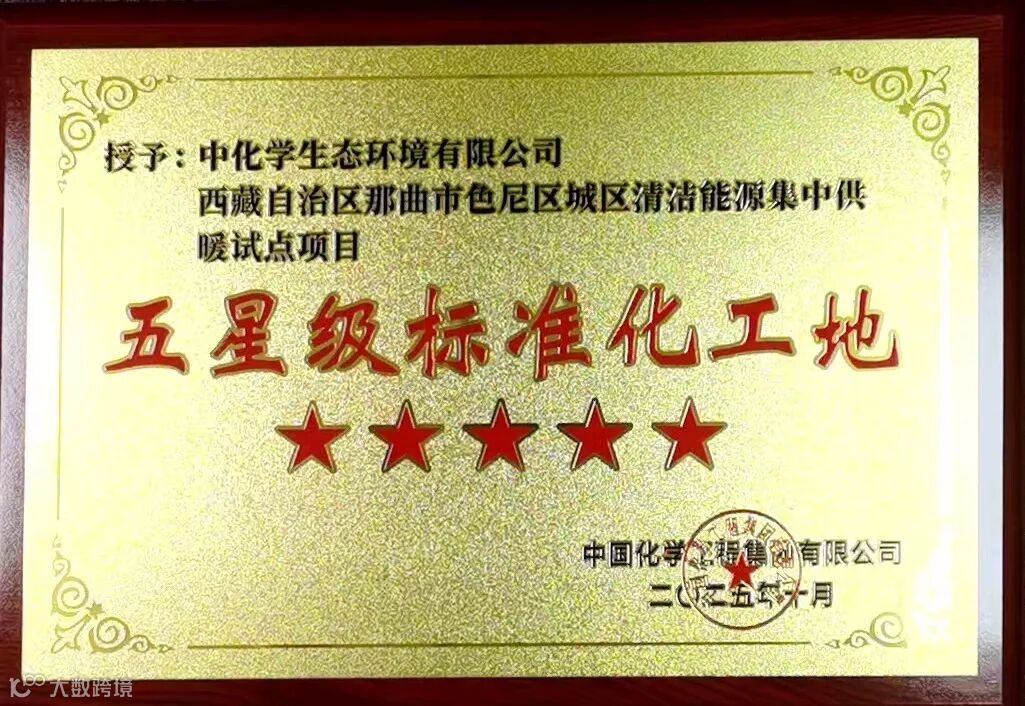 授予：中化学生态环境有限公司
西藏自治区那曲市色尼区城区清洁能源集中供
暖试点项目
五星级标准化工地
中国化学工程集团有限公司
二〇二五年十月
大数跨境